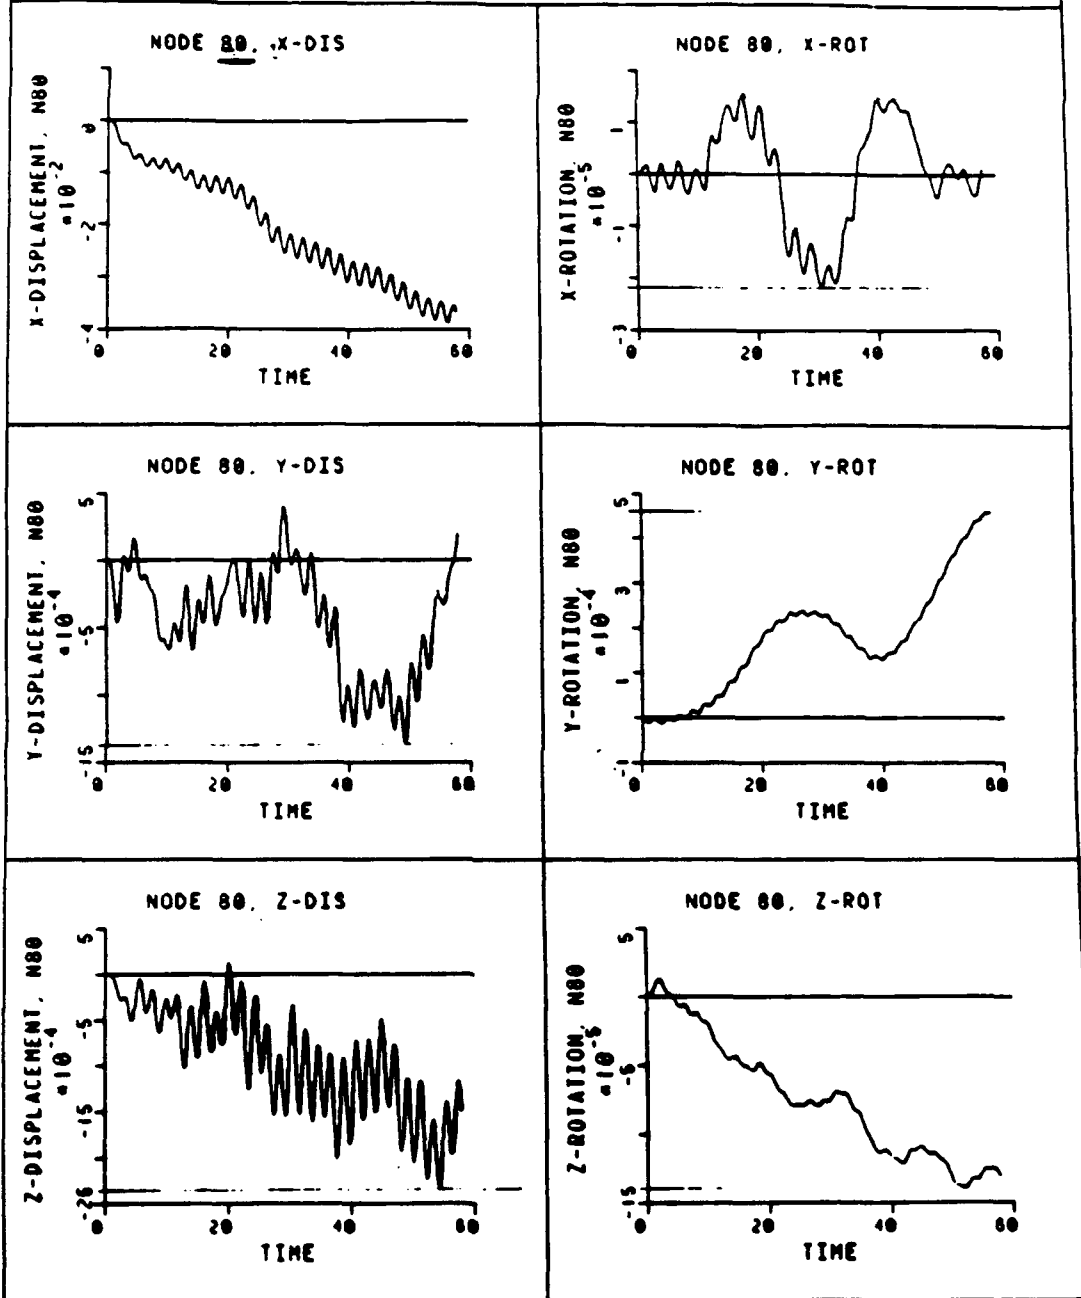 NODE 80, X-DIS
X-DISPLACEMENT, N80
*10^-2
0
-2
-4
0 20 40 60
TIME
NODE 80, X-ROT
X-ROTATION, N80
*10^-5
1
-1
-3
0 20 40 60
TIME
NODE 80, Y-DIS
Y-DISPLACEMENT, N80
*10^-4
5
-5
-15
0 20 40 60
TIME
NODE 80, Y-ROT
Y-ROTATION, N80
*10^-4
5
3
1
-1
0 20 40 60
TIME
NODE 80, Z-DIS
Z-DISPLACEMENT, N80
*10^-4
5
-5
-15
0 20 40 60
TIME
NODE 80, Z-ROT
Z-ROTATION, N80
5
-15
0 20 40 60
TIME